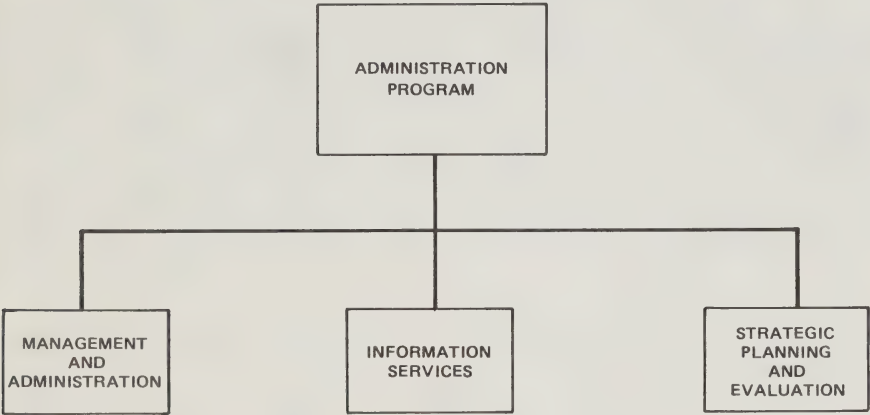 ADMINISTRATION
PROGRAM
MANAGEMENT
AND
ADMINISTRATION
INFORMATION
SERVICES
STRATEGIC
PLANNING
AND
EVALUATION